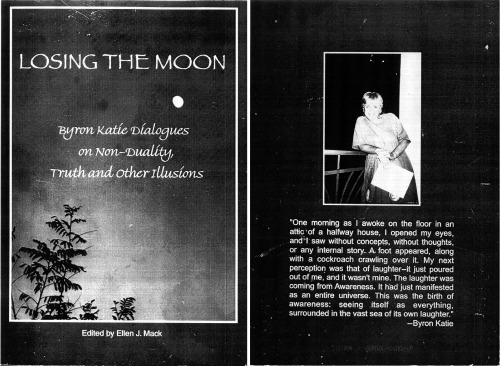 LOSING THE MOON
Byron Katie Dialogues
on Non-Duality,
Truth and Other Illusions
Edited by Ellen J. Mack
"One morning as I awoke on the floor in an
attic of a halfway house, I opened my eyes,
and I saw without concepts, without thoughts,
or any internal story. A foot appeared, along
with a cockroach crawling over it. My next
perception was that of laughter—it just poured
out of me, and it wasn't mine. The laughter was
coming from Awareness. It had just manifested
as an entire universe. This was the birth of
awareness: seeing itself as everything,
surrounded in the vast sea of its own laughter."
—Byron Katie